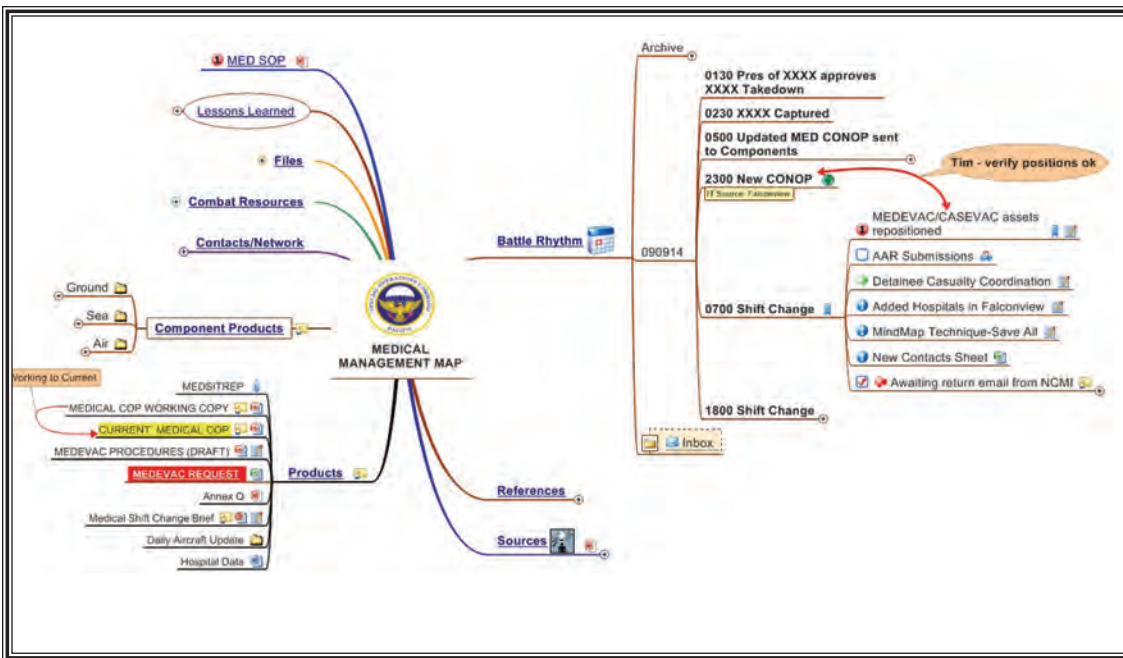 MED SOP
Lessons Learned
Files
Combat Resources
Contacts/Network
Ground
Sea
Air
Component Products
MEDICAL
MANAGEMENT MAP
Working to Current
MEDSITREP
MEDICAL COP WORKING COPY
CURRENT MEDICAL COP
MEDEVAC PROCEDURES (DRAFT)
MEDEVAC REQUEST
Annex Q
Medical Shift Change Brief
Daily Aircraft Update
Hospital Data
Products
References
Sources
Battle Rhythm
Archive
090914
0130 Pres of XXXX approves
XXXX Takedown
0230 XXXX Captured
0500 Updated MED CONOP sent
to Components
2300 New CONOP
IT Source: Falconview
Tim - verify positions ok
0700 Shift Change
MEDEVAC/CASEVAC assets
repositioned
AAR Submissions
Detainee Casualty Coordination
Added Hospitals in Falconview
MindMap Technique-Save All
New Contacts Sheet
Awaiting return email from NCMI
1800 Shift Change
Inbox